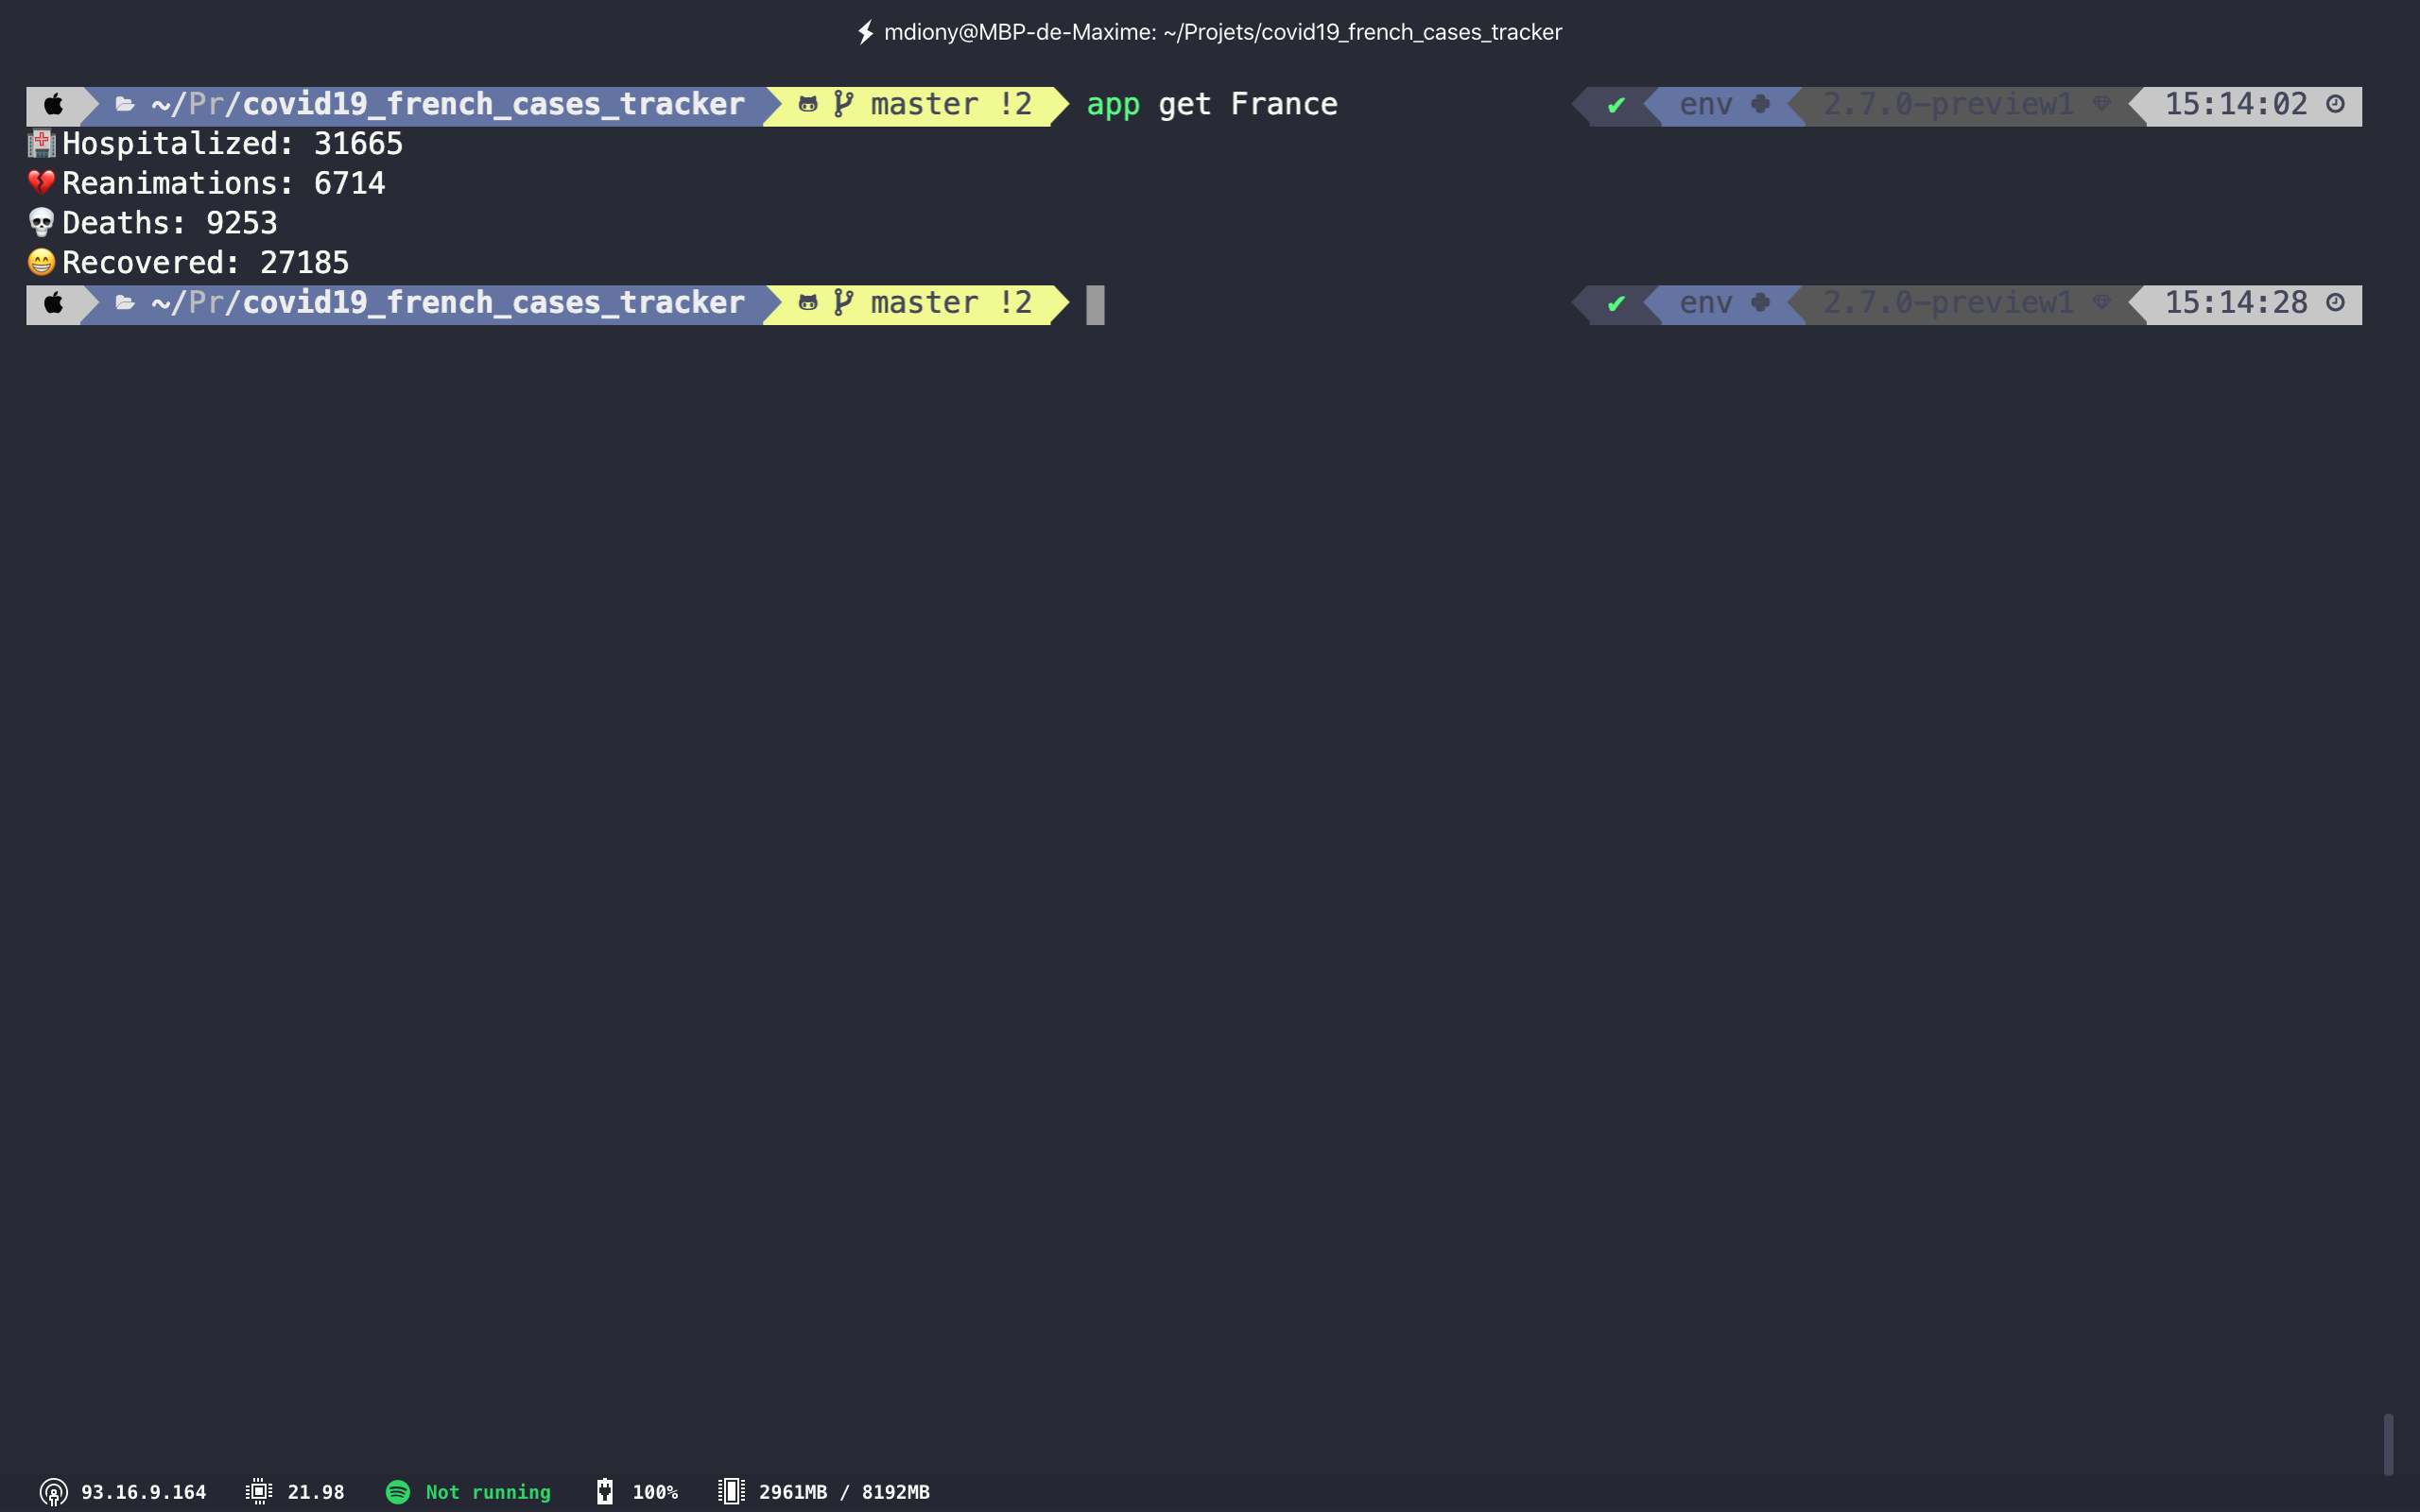 mdiony@MBP-de-Maxime: ~/Projets/covid19_french_cases_tracker
~/Pr/covid19_french_cases_tracker master !2 app get France ✔ env 2.7.0-preview1 15:14:02
Hospitalized: 31665
Reanimations: 6714
Deaths: 9253
Recovered: 27185
~/Pr/covid19_french_cases_tracker master !2 ✔ env 2.7.0-preview1 15:14:28
93.16.9.164 21.98 Not running 100% 2961MB / 8192MB